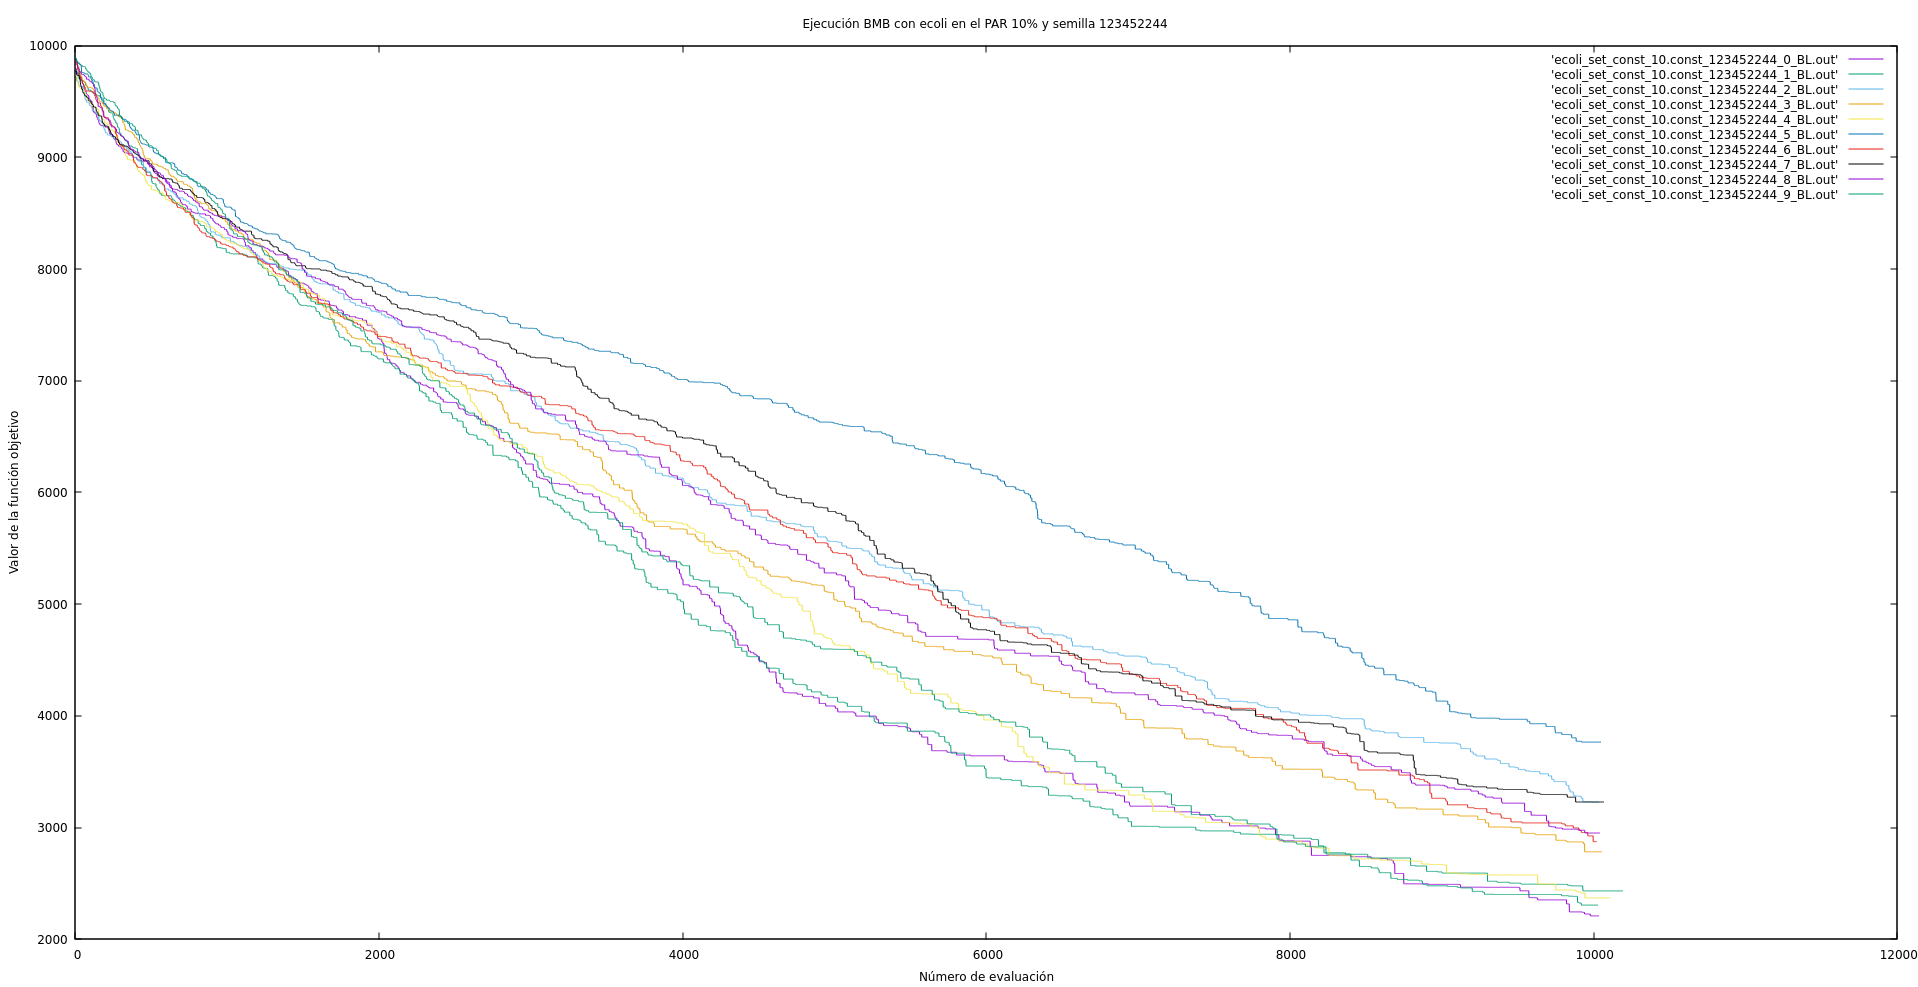 Ejecución BMB con ecoli en el PAR 10% y semilla 123452244
'ecoli_set_const_10.const_123452244_0_BL.out'
'ecoli_set_const_10.const_123452244_1_BL.out'
'ecoli_set_const_10.const_123452244_2_BL.out'
'ecoli_set_const_10.const_123452244_3_BL.out'
'ecoli_set_const_10.const_123452244_4_BL.out'
'ecoli_set_const_10.const_123452244_5_BL.out'
'ecoli_set_const_10.const_123452244_6_BL.out'
'ecoli_set_const_10.const_123452244_7_BL.out'
'ecoli_set_const_10.const_123452244_8_BL.out'
'ecoli_set_const_10.const_123452244_9_BL.out'
Valor de la función objetivo
10000
9000
8000
7000
6000
5000
4000
3000
2000
0 2000 4000 6000 8000 10000 12000
Número de evaluación